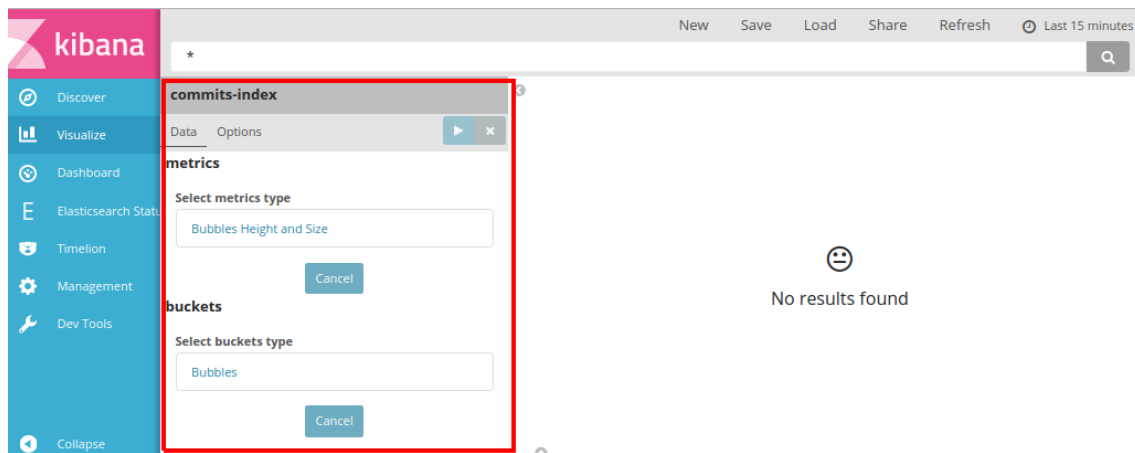 New Save Load Share Refresh Last 15 minutes
kibana
*
Discover
Visualize
Dashboard
E Elasticsearch Statu
Timelion
Management
Dev Tools
Collapse
commits-index
Data Options
metrics
Select metrics type
Bubbles Height and Size
Cancel
buckets
Select buckets type
Bubbles
Cancel
No results found